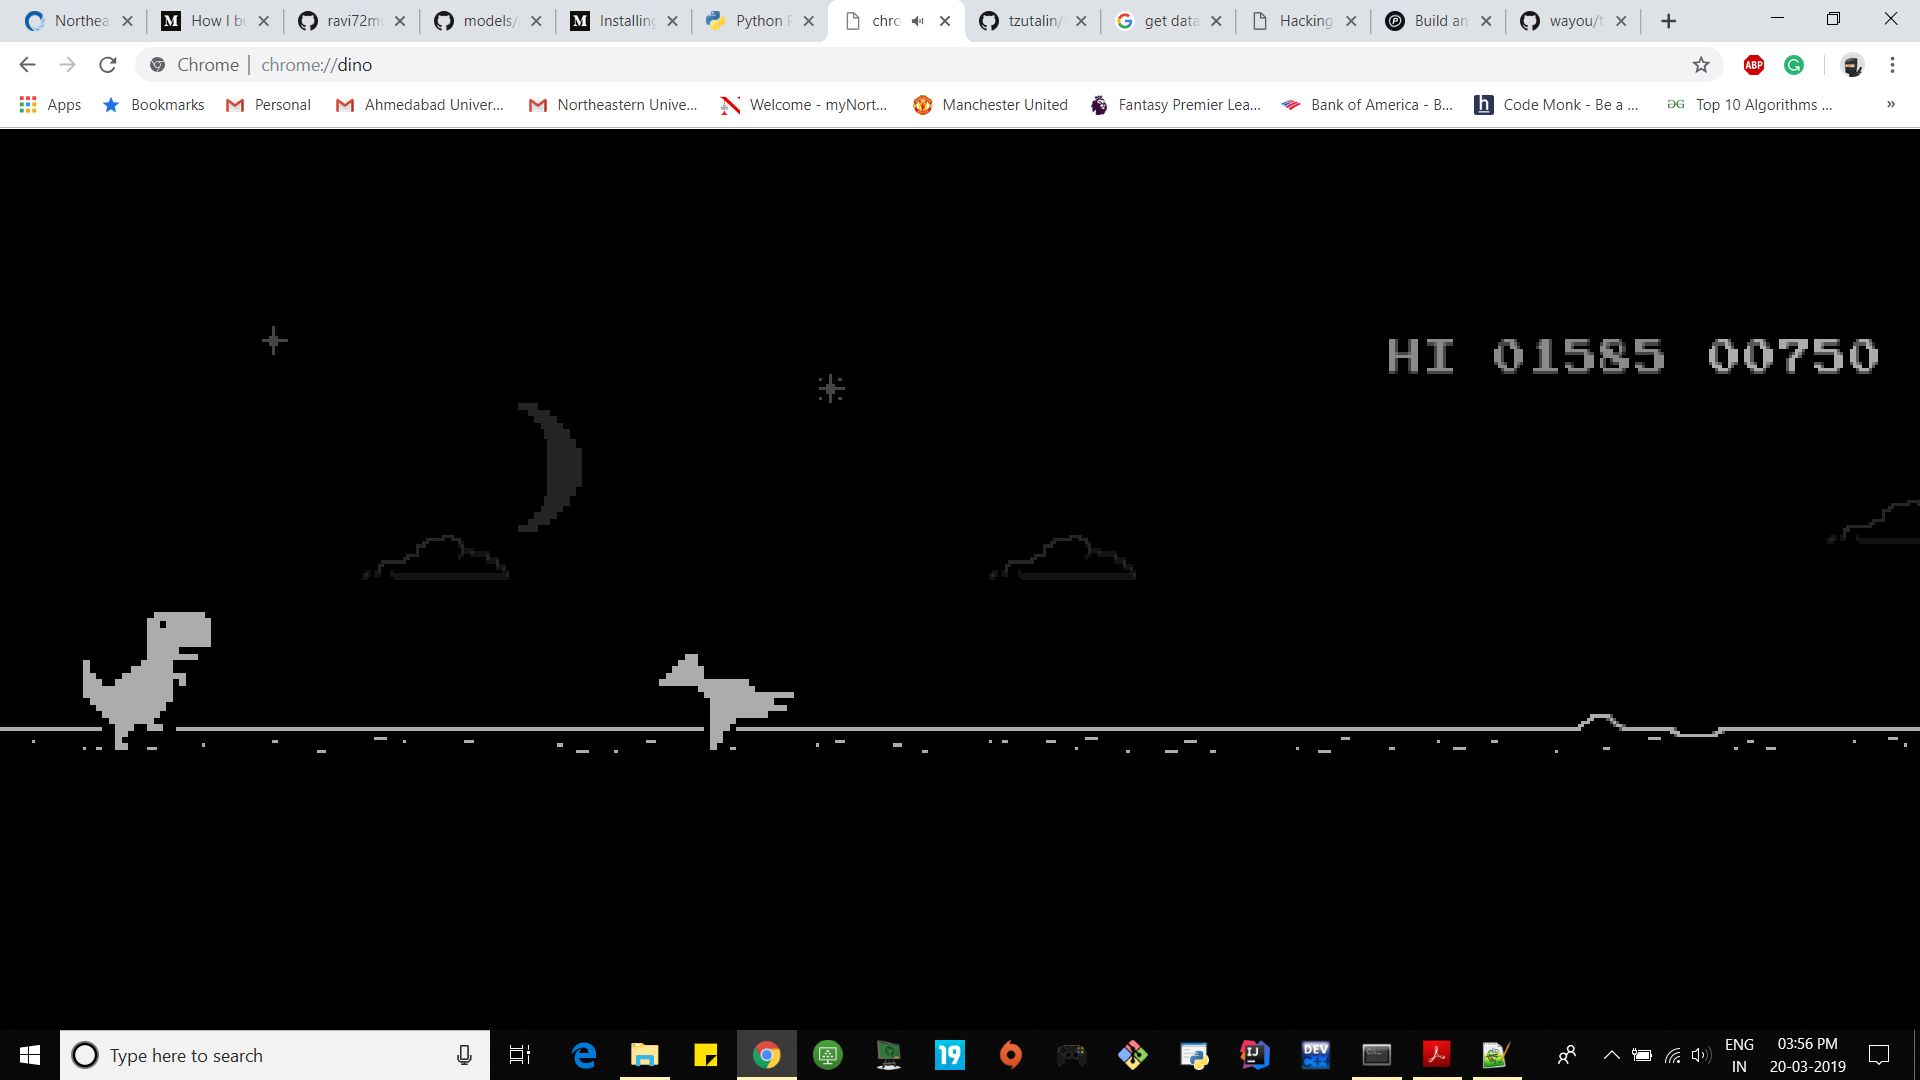 Northea How I bu ravi72mu models/ Installing Python chro tzutalin/ get data Hacking Build an wayou/t
Chrome chrome://dino
Apps Bookmarks Personal Ahmedabad Univer... Northeastern Unive... Welcome - myNort... Manchester United Fantasy Premier Lea... Bank of America - B... Code Monk - Be a ... Top 10 Algorithms ... »
HI 01585 00750
Type here to search 19 IJ DEV ENG 03:56 PM
IN 20-03-2019